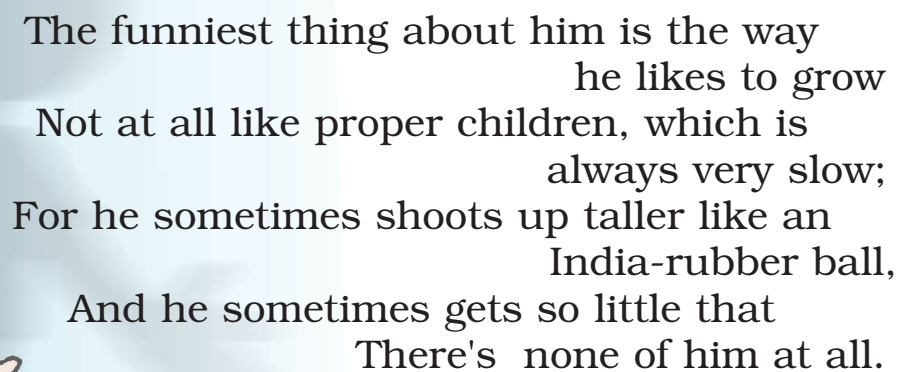 The funniest thing about him is the way
he likes to grow
Not at all like proper children, which is
always very slow;
For he sometimes shoots up taller like an
India-rubber ball,
And he sometimes gets so little that
There's none of him at all.